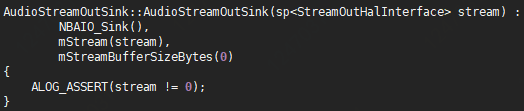 AudioStreamOutSink::AudioStreamOutSink(sp<StreamOutHalInterface> stream) :
        NBAIO_Sink(),
        mStream(stream),
        mStreamBufferSizeBytes(0)
{
    ALOG_ASSERT(stream != 0);
}